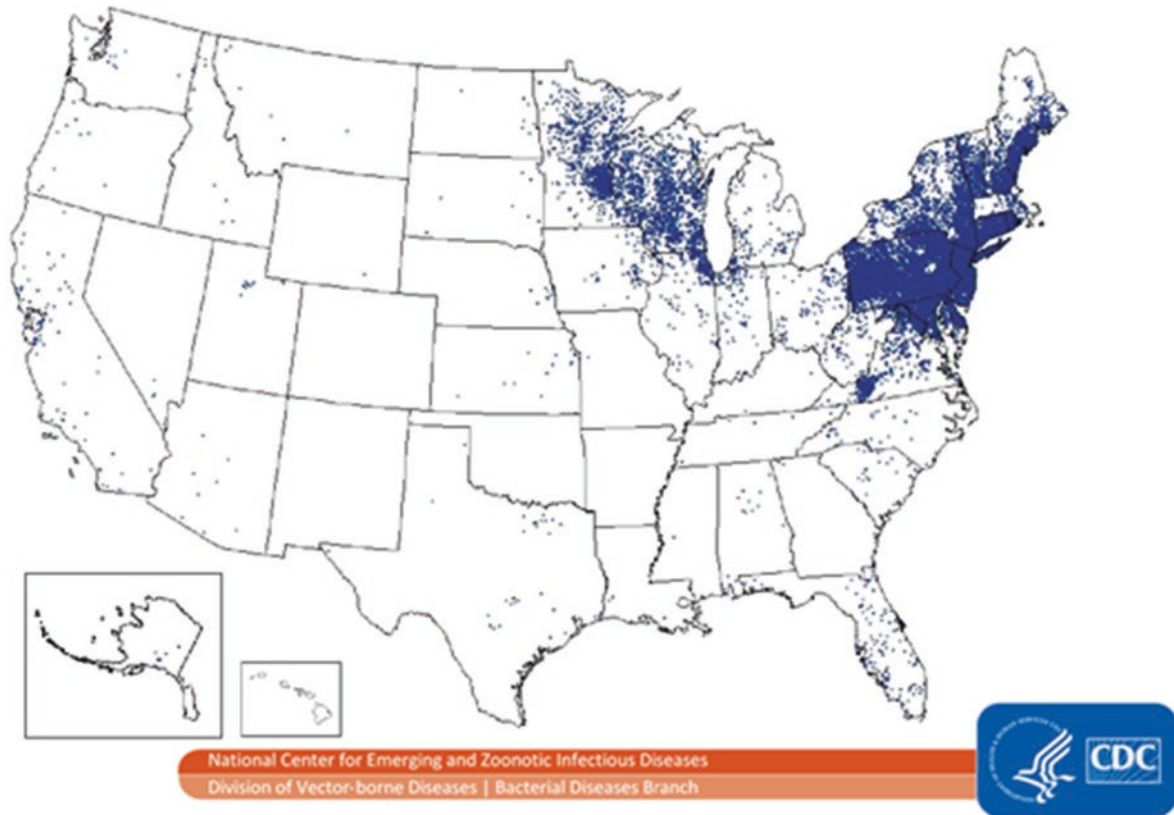 National Center for Emerging and Zoonotic Infectious Diseases
Division of Vector-borne Diseases | Bacterial Diseases Branch
CDC